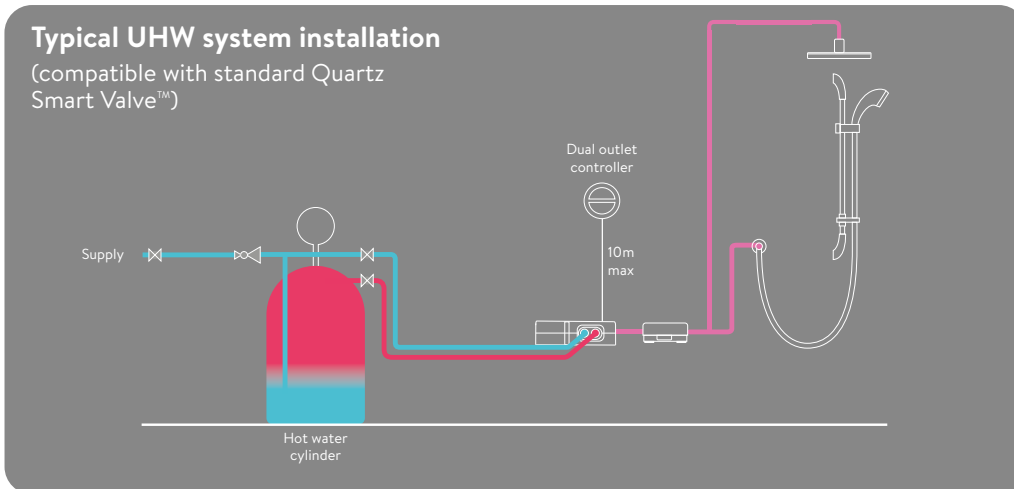 Typical UHW system installation
(compatible with standard Quartz
Smart Valve™)
Dual outlet
controller
Supply
10m
max
Hot water
cylinder